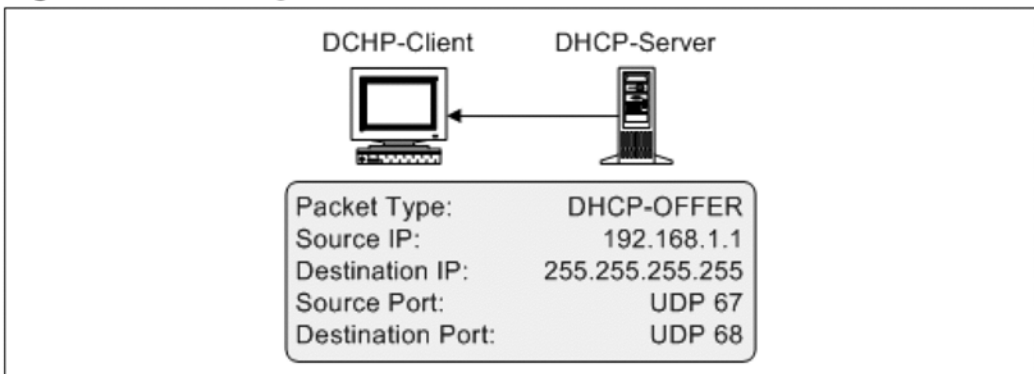 DCHP-Client DHCP-Server
Packet Type: DHCP-OFFER
Source IP: 192.168.1.1
Destination IP: 255.255.255.255
Source Port: UDP 67
Destination Port: UDP 68